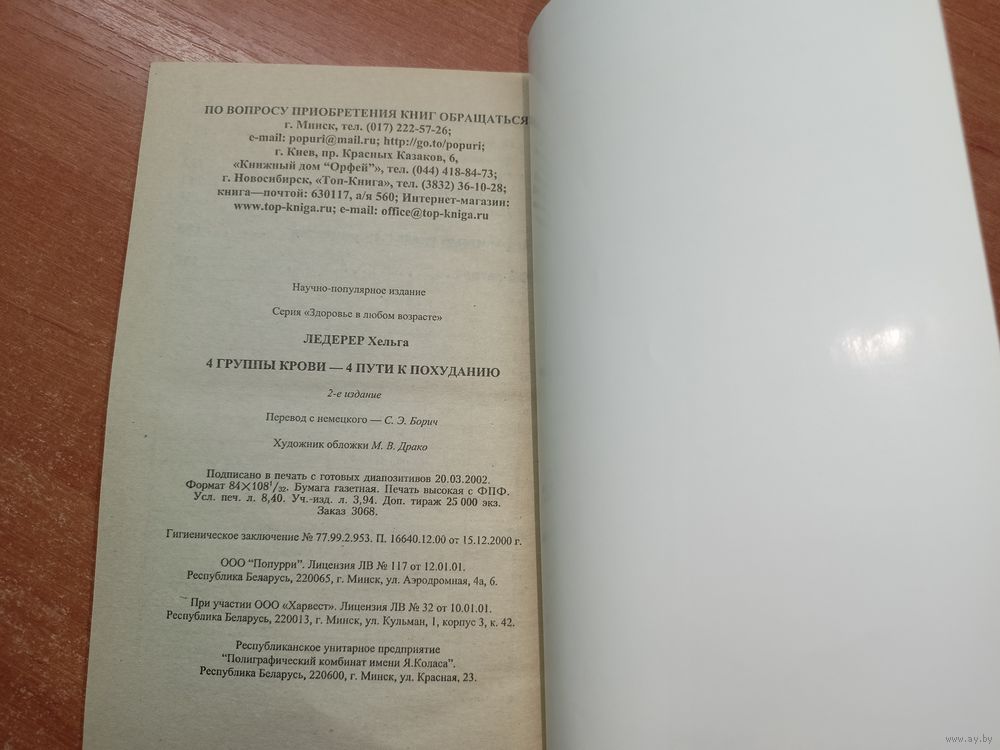 ПО ВОПРОСУ ПРИОБРЕТЕНИЯ КНИГ ОБРАЩАТЬСЯ
г. Минск, тел. (017) 222-57-26;
e-mail: popuri@mail.ru; http://go.to/popuri;
г. Киев, пр. Красных Казаков, 6,
«Книжный дом “Орфей”», тел. (044) 418-84-73;
г. Новосибирск, «Топ-Книга», тел. (3832) 36-10-28;
книга—почтой: 630117, а/я 560; Интернет-магазин:
www.top-kniga.ru; e-mail: office@top-kniga.ru
Научно-популярное издание
Серия «Здоровье в любом возрасте»
ЛЕДЕРЕР Хельга
4 ГРУППЫ КРОВИ — 4 ПУТИ К ПОХУДАНИЮ
2-е издание
Перевод с немецкого — С. Э. Борич
Художник обложки М. В. Драко
Подписано в печать с готовых диапозитивов 20.03.2002.
Формат 84×108¹/₃₂. Бумага газетная. Печать высокая с ФПФ.
Усл. печ. л. 8,40. Уч.-изд. л. 3,94. Доп. тираж 25 000 экз.
Заказ 3068.
Гигиеническое заключение № 77.99.2.953. П. 16640.12.00 от 15.12.2000 г.
ООО “Попурри”. Лицензия ЛВ № 117 от 12.01.01.
Республика Беларусь, 220065, г. Минск, ул. Аэродромная, 4а, 6.
При участии ООО «Харвест». Лицензия ЛВ № 32 от 10.01.01.
Республика Беларусь, 220013, г. Минск, ул. Кульман, 1, корпус 3, к. 42.
Республиканское унитарное предприятие
“Полиграфический комбинат имени Я.Коласа”.
Республика Беларусь, 220600, г. Минск, ул. Красная, 23.
www.ay.by